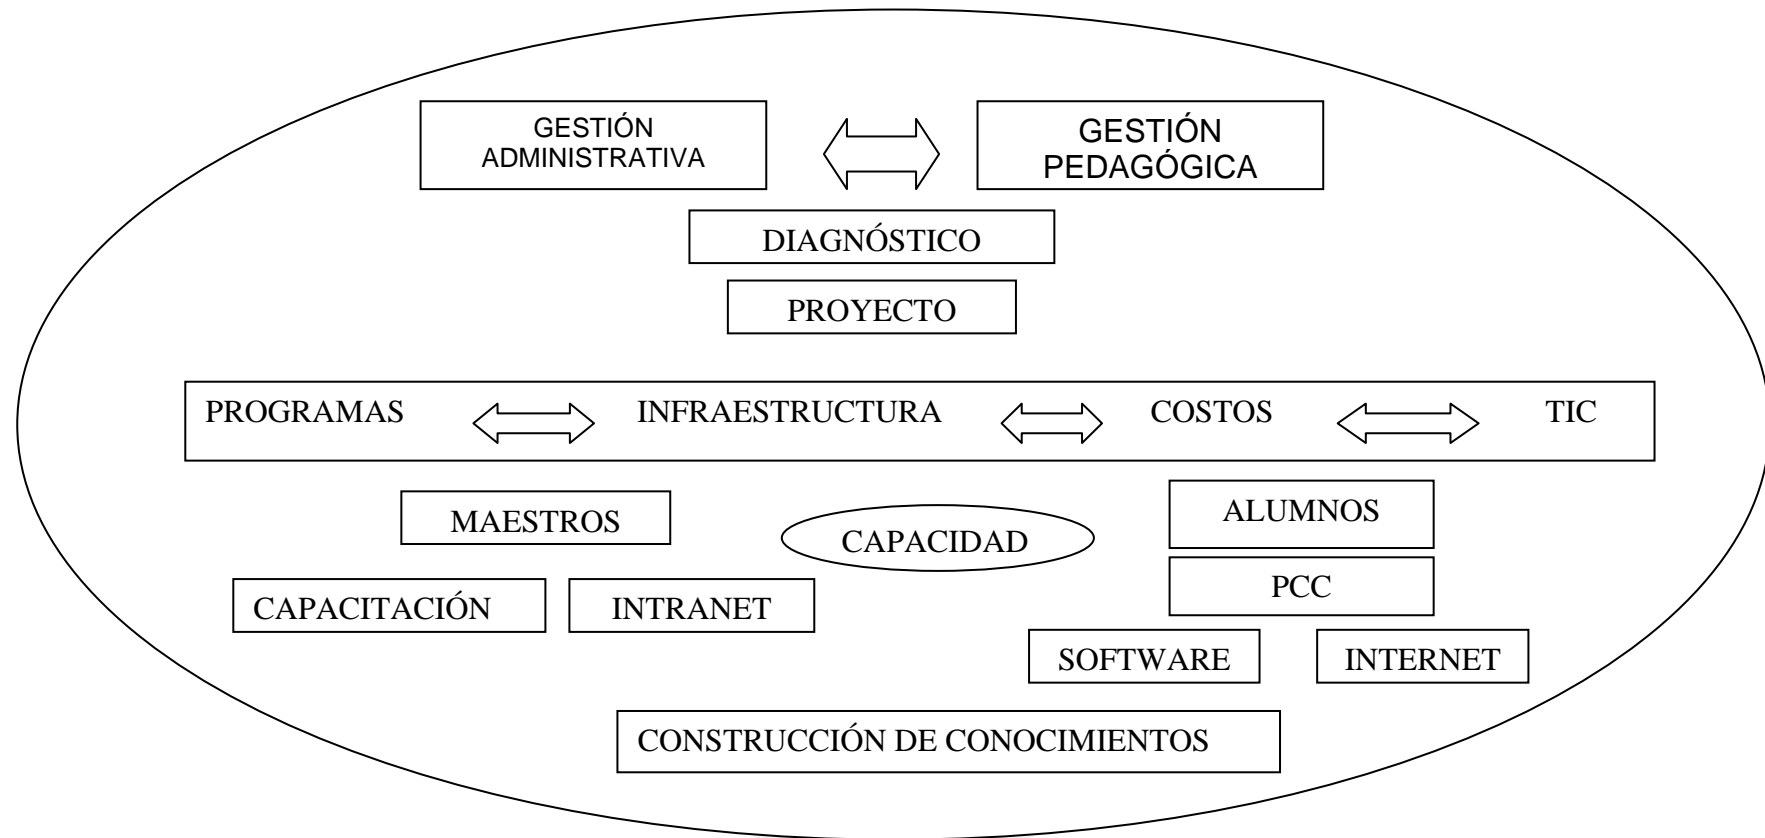 GESTIÓN
ADMINISTRATIVA
GESTIÓN
PEDAGÓGICA
DIAGNÓSTICO
PROYECTO
PROGRAMAS
INFRAESTRUCTURA
COSTOS
TIC
MAESTROS
CAPACIDAD
ALUMNOS
PCC
CAPACITACIÓN
INTRANET
SOFTWARE
INTERNET
CONSTRUCCIÓN DE CONOCIMIENTOS